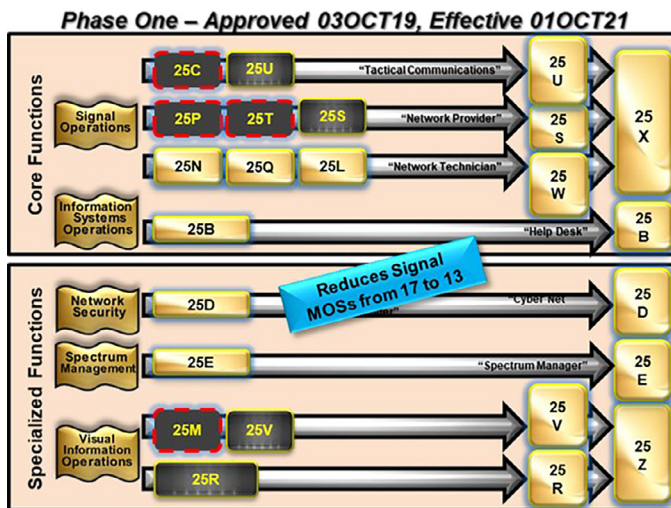 Phase One – Approved 03OCT19, Effective 01OCT21
Core Functions
Signal
Operations
25C
25U
"Tactical Communications"
25
U
25P
25T
25S
"Network Provider"
25
S
25
X
25N
25Q
25L
"Network Technician"
25
W
Information
Systems
Operations
25B
"Help Desk"
25
B
Reduces Signal
MOSs from 17 to 13
Specialized Functions
Network
Security
25D
"Cyber Net
25
D
Spectrum
Management
25E
"Spectrum Manager"
25
E
Visual
Information
Operations
25M
25V
25
V
25
Z
25R
25
R